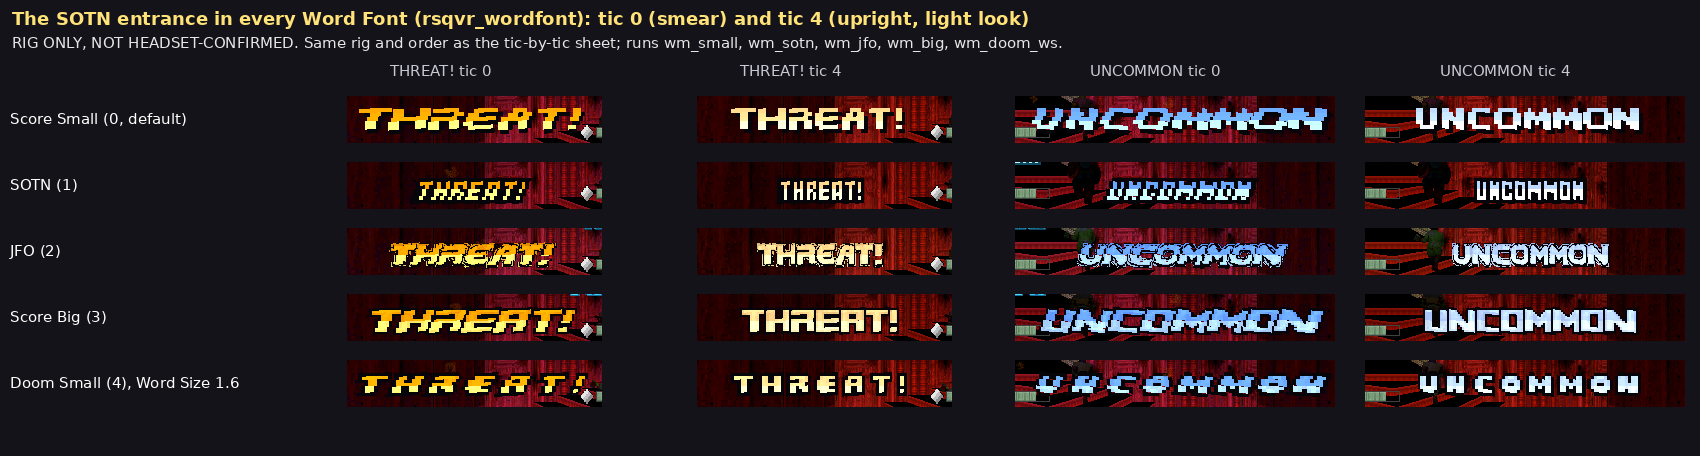 The SOTN entrance in every Word Font (rsqvr_wordfont): tic 0 (smear) and tic 4 (upright, light look)
RIG ONLY, NOT HEADSET-CONFIRMED. Same rig and order as the tic-by-tic sheet; runs wm_small, wm_sotn, wm_jfo, wm_big, wm_doom_ws.
THREAT! tic 0 THREAT! tic 4 UNCOMMON tic 0 UNCOMMON tic 4
Score Small (0, default) THREAT! THREAT! UNCOMMON UNCOMMON
SOTN (1) THREAT! THREAT! UNCOMMON UNCOMMON
JFO (2) THREAT! THREAT! UNCOMMON UNCOMMON
Score Big (3) THREAT! THREAT! UNCOMMON UNCOMMON
Doom Small (4), Word Size 1.6 THREAT! THREAT! UNCOMMON UNCOMMON